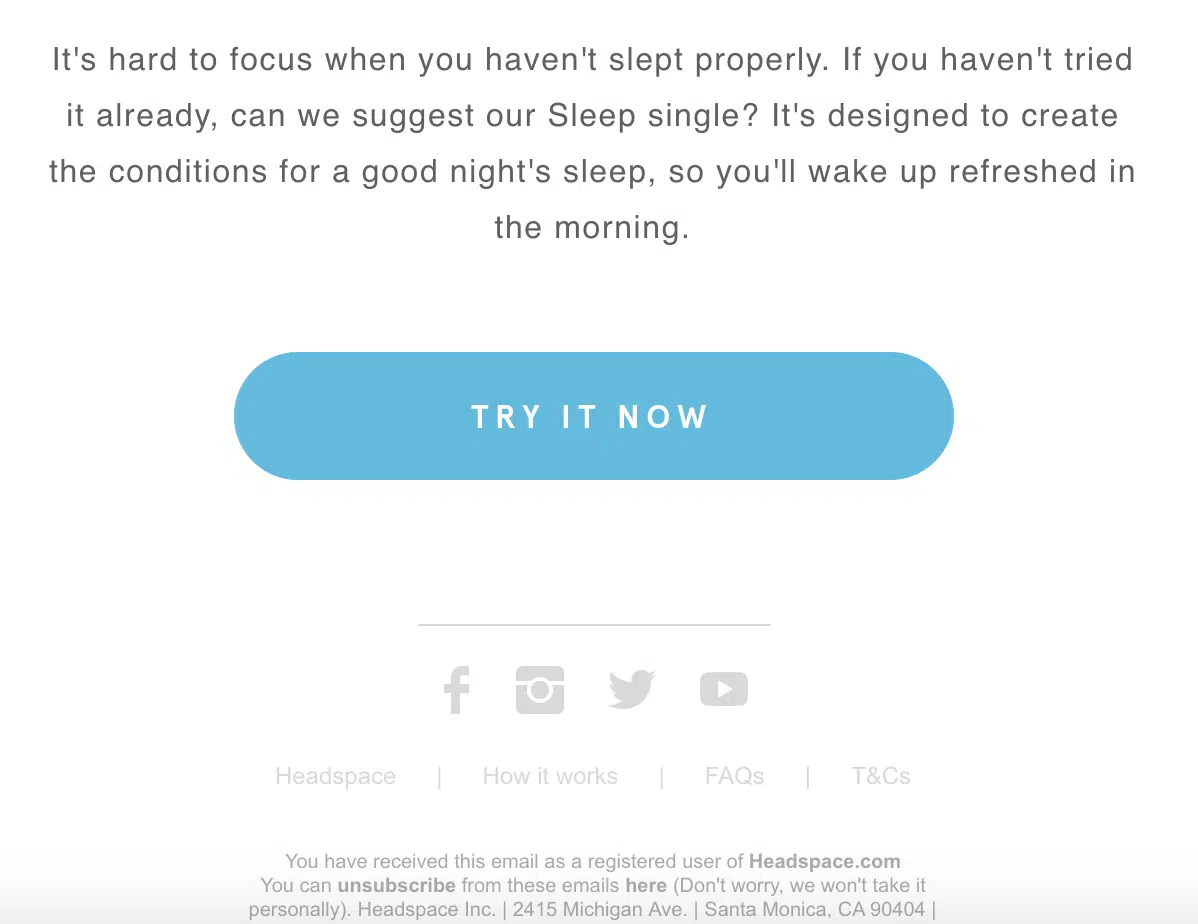 It's hard to focus when you haven't slept properly. If you haven't tried
it already, can we suggest our Sleep single? It's designed to create
the conditions for a good night's sleep, so you'll wake up refreshed in
the morning.
TRY IT NOW
Headspace | How it works | FAQs | T&Cs
You have received this email as a registered user of Headspace.com
You can unsubscribe from these emails here (Don't worry, we won't take it
personally). Headspace Inc. | 2415 Michigan Ave. | Santa Monica, CA 90404 |